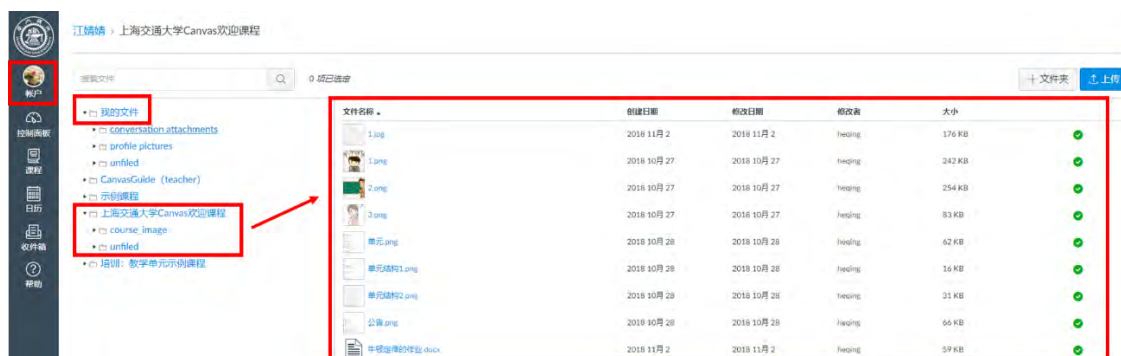 江婧婧 › 上海交通大学Canvas欢迎课程
搜索文件
0 项已选定
+ 文件夹
上传
帐户
控制面板
课程
日历
收件箱
帮助
我的文件
conversation attachments
profile pictures
unfiled
CanvasGuide (teacher)
示例课程
上海交通大学Canvas欢迎课程
course_image
unfiled
培训：教学单元示例课程
文件名称 创建日期 修改日期 修改者 大小
1.jpg 2018 11月 2 2018 11月 2 heqing 176 KB
1.png 2018 10月 27 2018 10月 27 heqing 242 KB
2.png 2018 10月 27 2018 10月 27 heqing 254 KB
3.png 2018 10月 27 2018 10月 27 heqing 83 KB
单元.png 2018 10月 28 2018 10月 28 heqing 62 KB
单元结构1.png 2018 10月 28 2018 10月 28 heqing 16 KB
单元结构2.png 2018 10月 28 2018 10月 28 heqing 31 KB
公告.png 2018 10月 28 2018 10月 28 heqing 66 KB
牛顿定律的作业.docx 2018 11月 2 2018 11月 2 heqing 59 KB